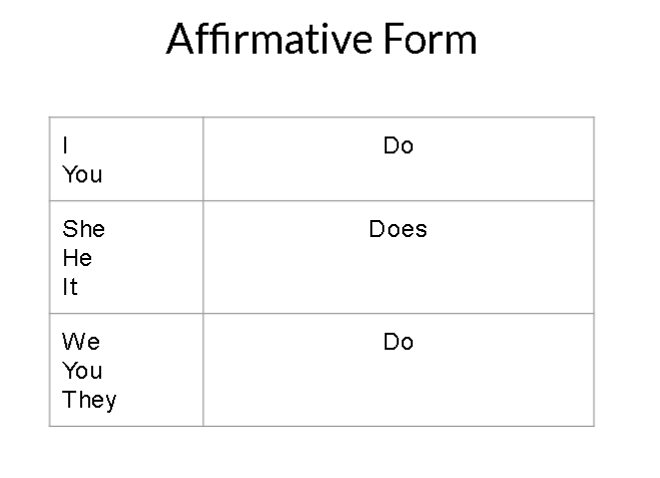 Affirmative Form
I
You
Do
She
He
It
Does
We
You
They
Do